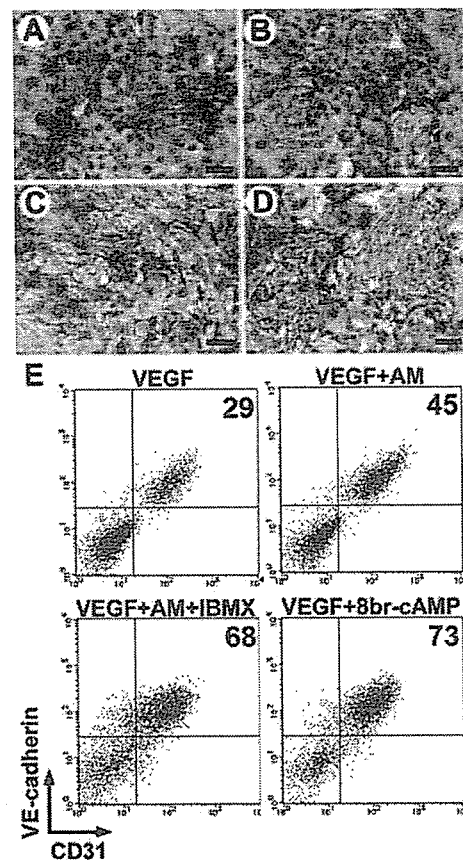 A B
C D
E
VEGF VEGF+AM
29 45
VEGF+AM+IBMX VEGF+8br-cAMP
68 73
VE-cadherin
CD31